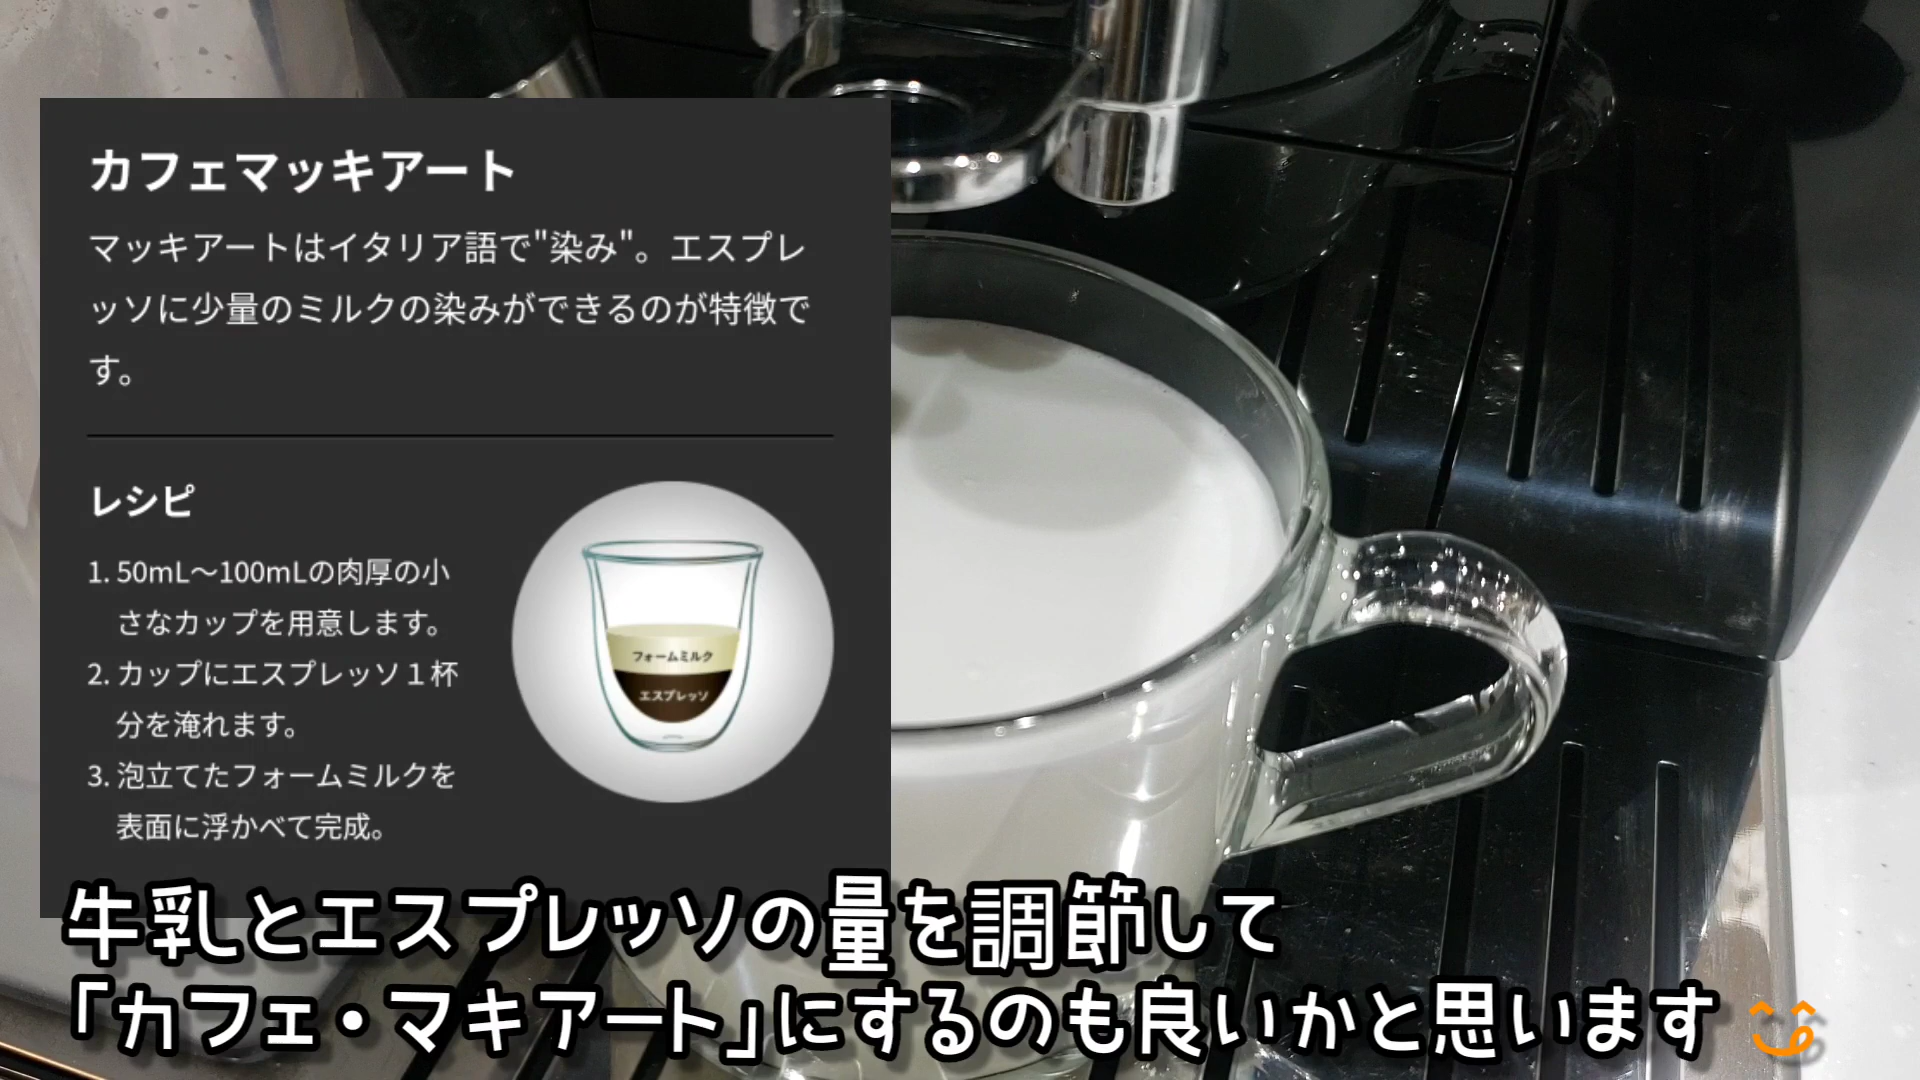 カフェマッキアート
マッキアートはイタリア語で"染み"。エスプレ
ッソに少量のミルクの染みができるのが特徴で
す。
レシピ
1. 50mL〜100mLの肉厚の小
さなカップを用意します。
2. カップにエスプレッソ１杯
分を淹れます。
3. 泡立てたフォームミルクを
表面に浮かべて完成。
フォームミルク
エスプレッソ
牛乳とエスプレッソの量を調節して
「カフェ・マキアート」にするのも良いかと思います